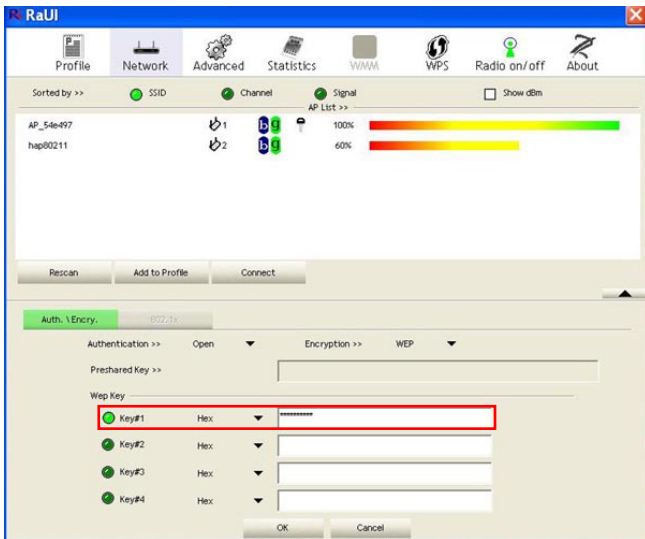 RaUI
Profile Network Advanced Statistics WMM WPS Radio on/off About
Sorted by >> SSID Channel Signal Show dBm
AP List >>
AP_54e497 1 b g 100%
hap80211 2 b g 60%
Rescan Add to Profile Connect
Auth. \ Encry. 802.1x
Authentication >> Open Encryption >> WEP
Preshared Key >>
Wep Key
Key#1 Hex **********
Key#2 Hex
Key#3 Hex
Key#4 Hex
OK Cancel